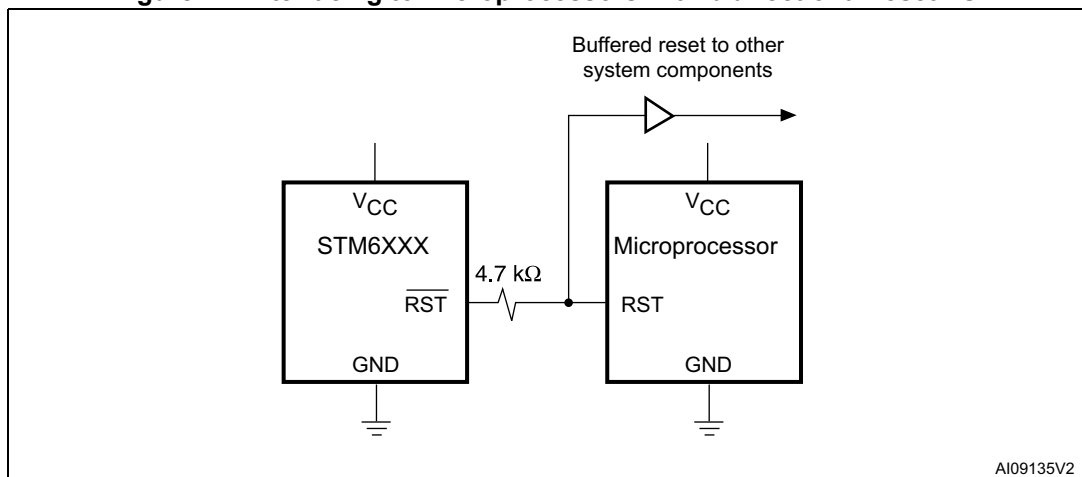 Buffered reset to other
system components
VCC
STM6XXX
4.7 kΩ
RST
GND
VCC
Microprocessor
RST
GND
AI09135V2